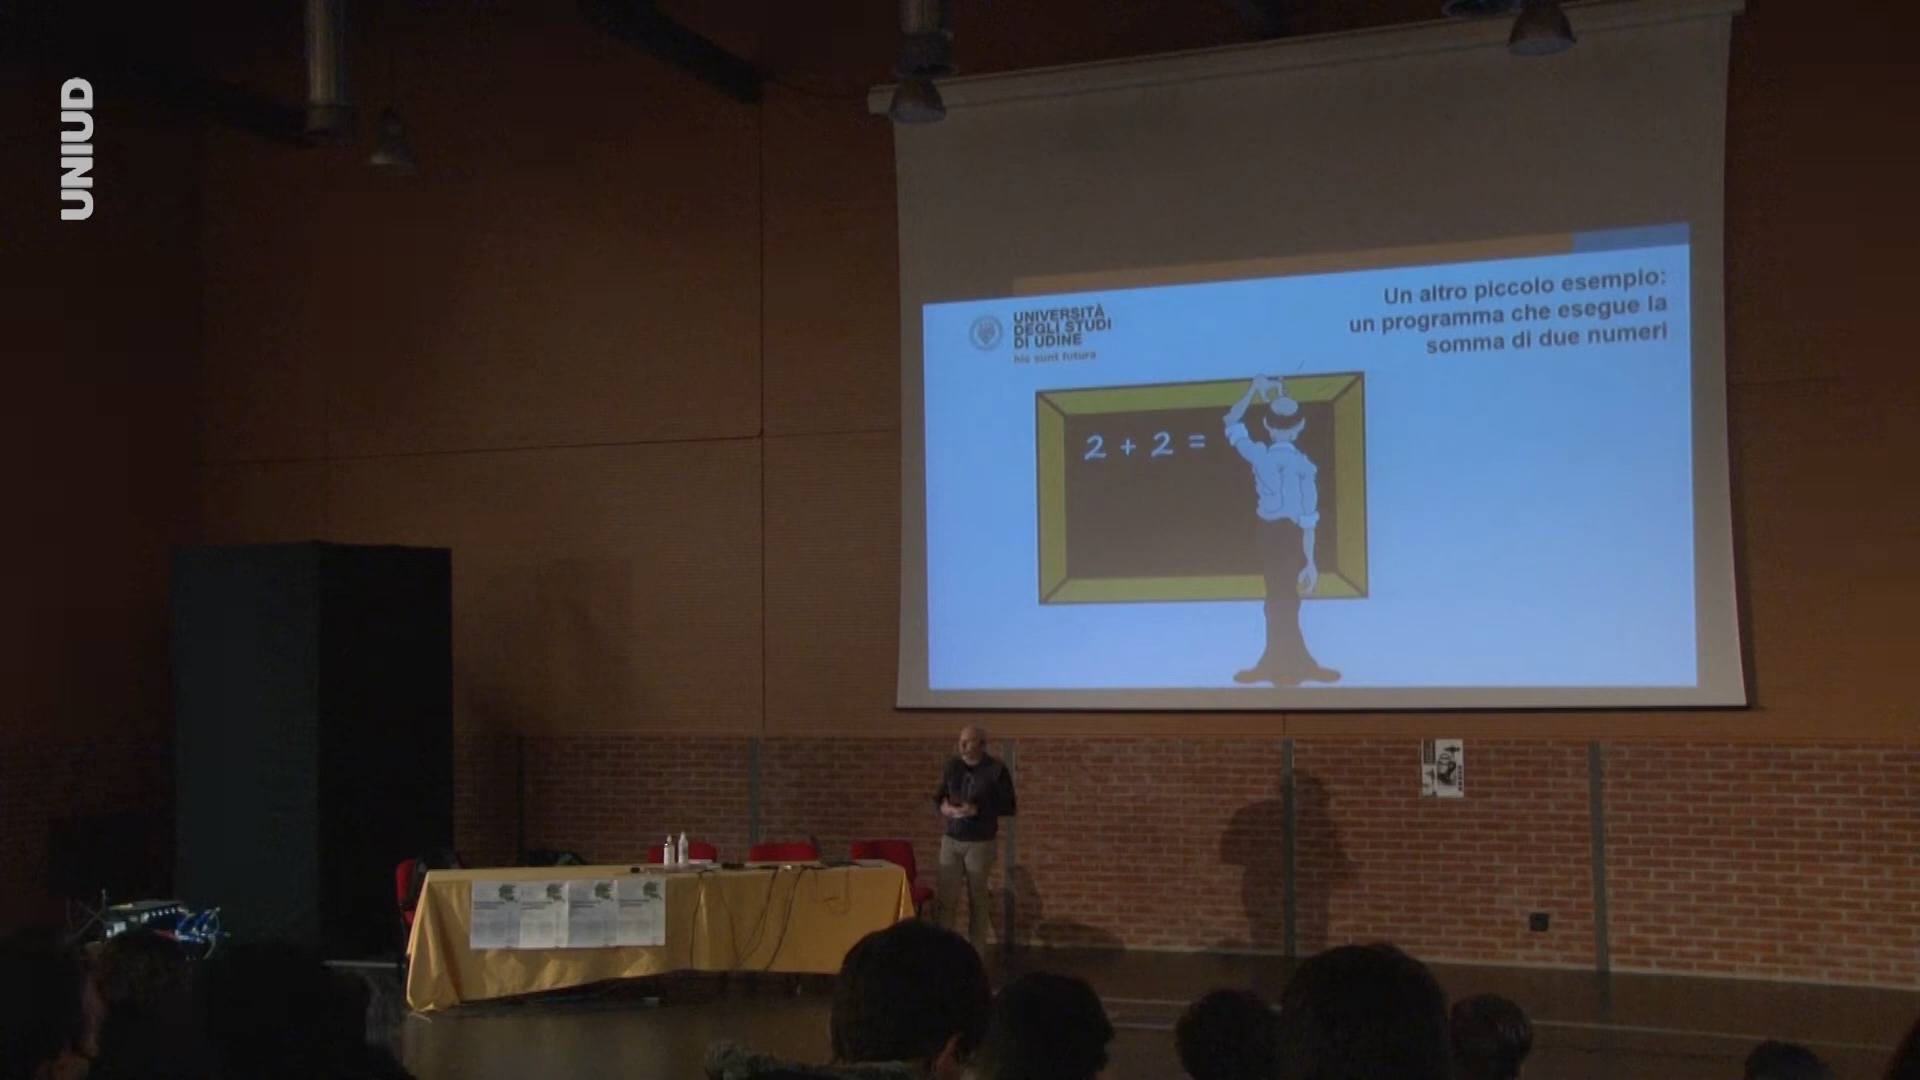 UNIUD
UNIVERSITÀ
DEGLI STUDI
DI UDINE
hic sunt futura
Un altro piccolo esempio:
un programma che esegue la
somma di due numeri
2 + 2 =